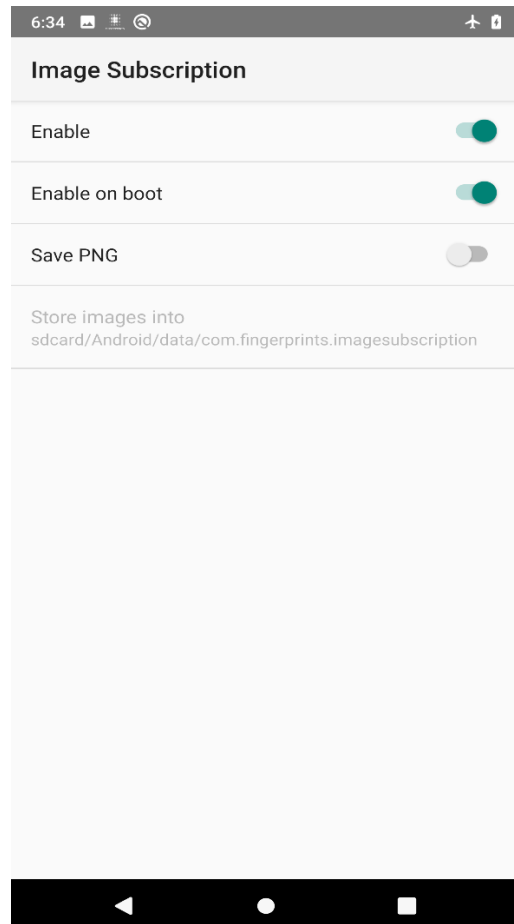 6:34
Image Subscription
Enable
Enable on boot
Save PNG
Store images into
sdcard/Android/data/com.fingerprints.imagesubscription